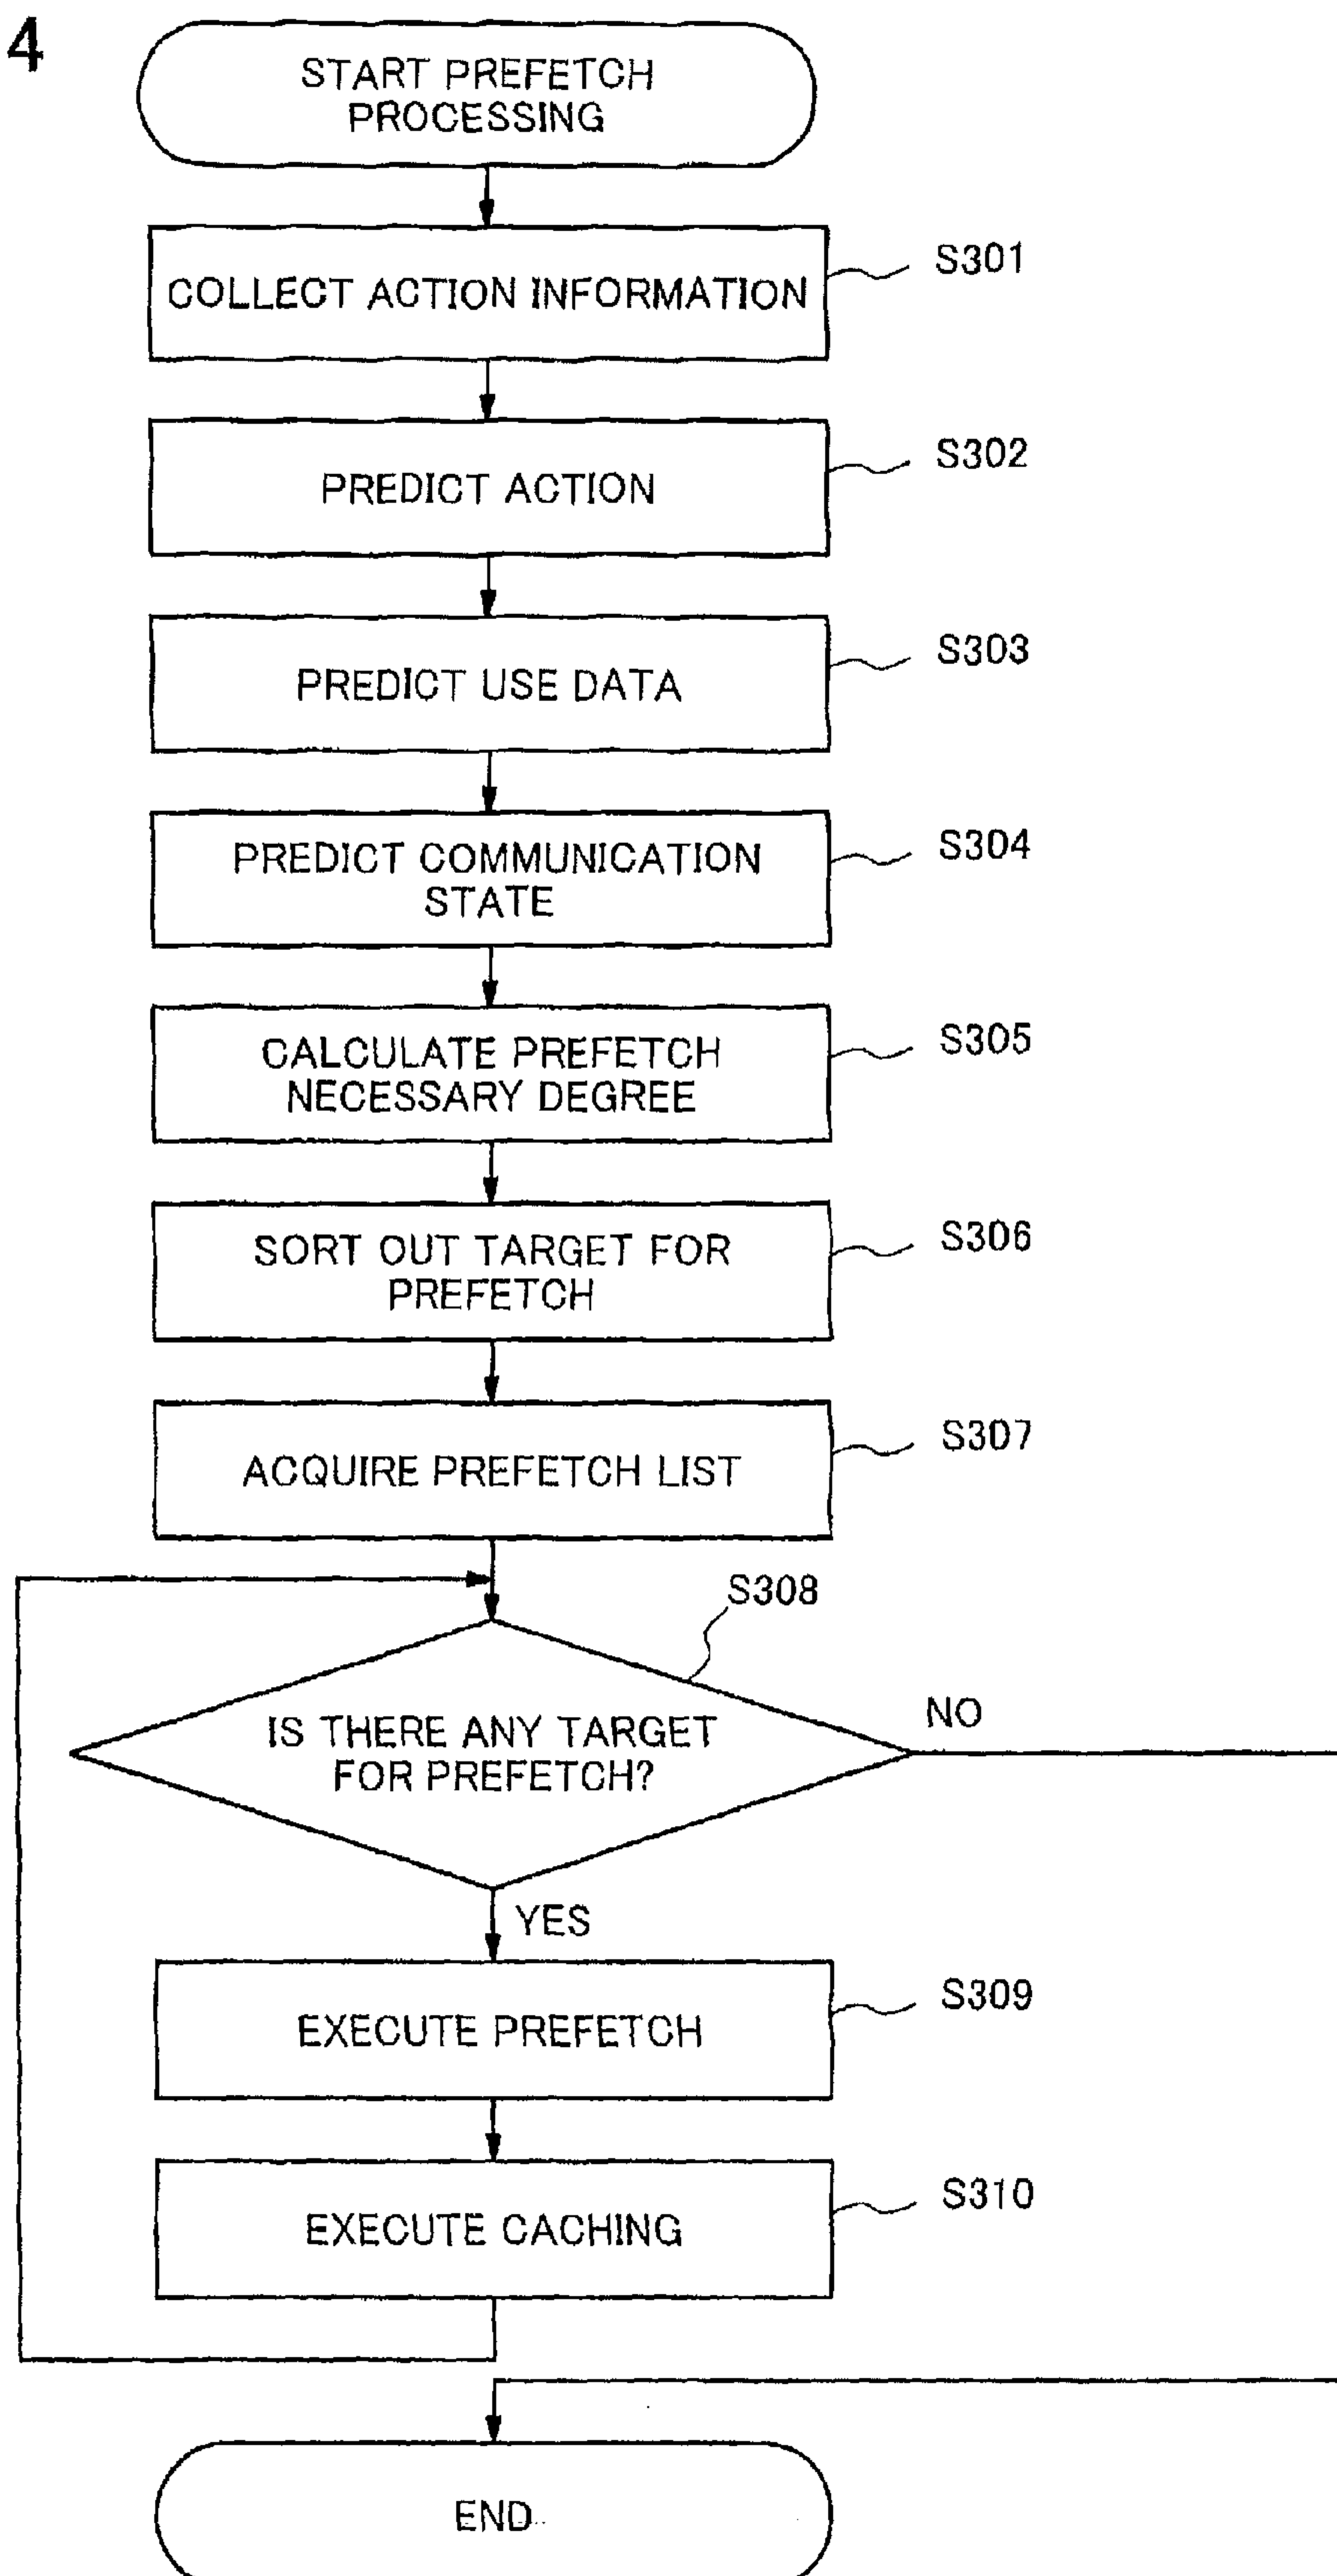 4
START PREFETCH
PROCESSING
COLLECT ACTION INFORMATION
S301
PREDICT ACTION
S302
PREDICT USE DATA
S303
PREDICT COMMUNICATION
STATE
S304
CALCULATE PREFETCH
NECESSARY DEGREE
S305
SORT OUT TARGET FOR
PREFETCH
S306
ACQUIRE PREFETCH LIST
S307
S308
IS THERE ANY TARGET
FOR PREFETCH?
NO
YES
EXECUTE PREFETCH
S309
EXECUTE CACHING
S310
END